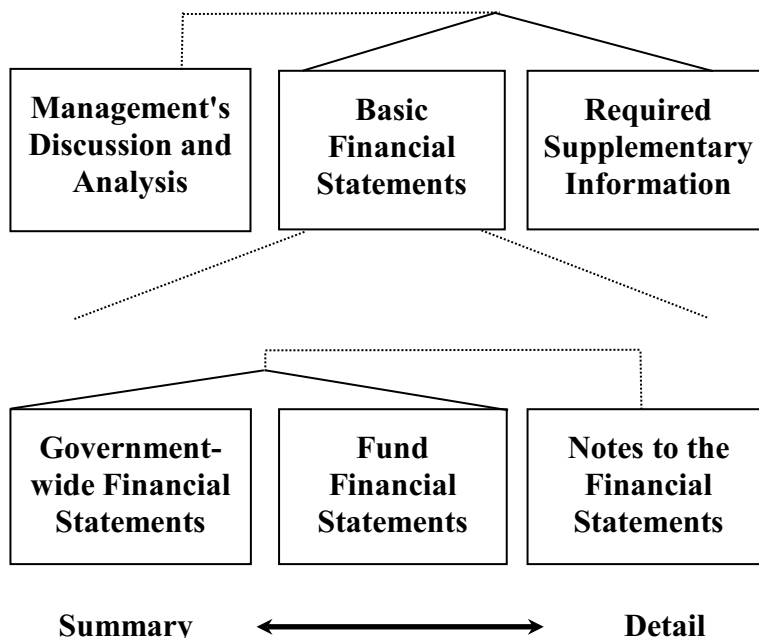 Management's
Discussion and
Analysis
Basic
Financial
Statements
Required
Supplementary
Information
Government-
wide Financial
Statements
Fund
Financial
Statements
Notes to the
Financial
Statements
Summary
Detail